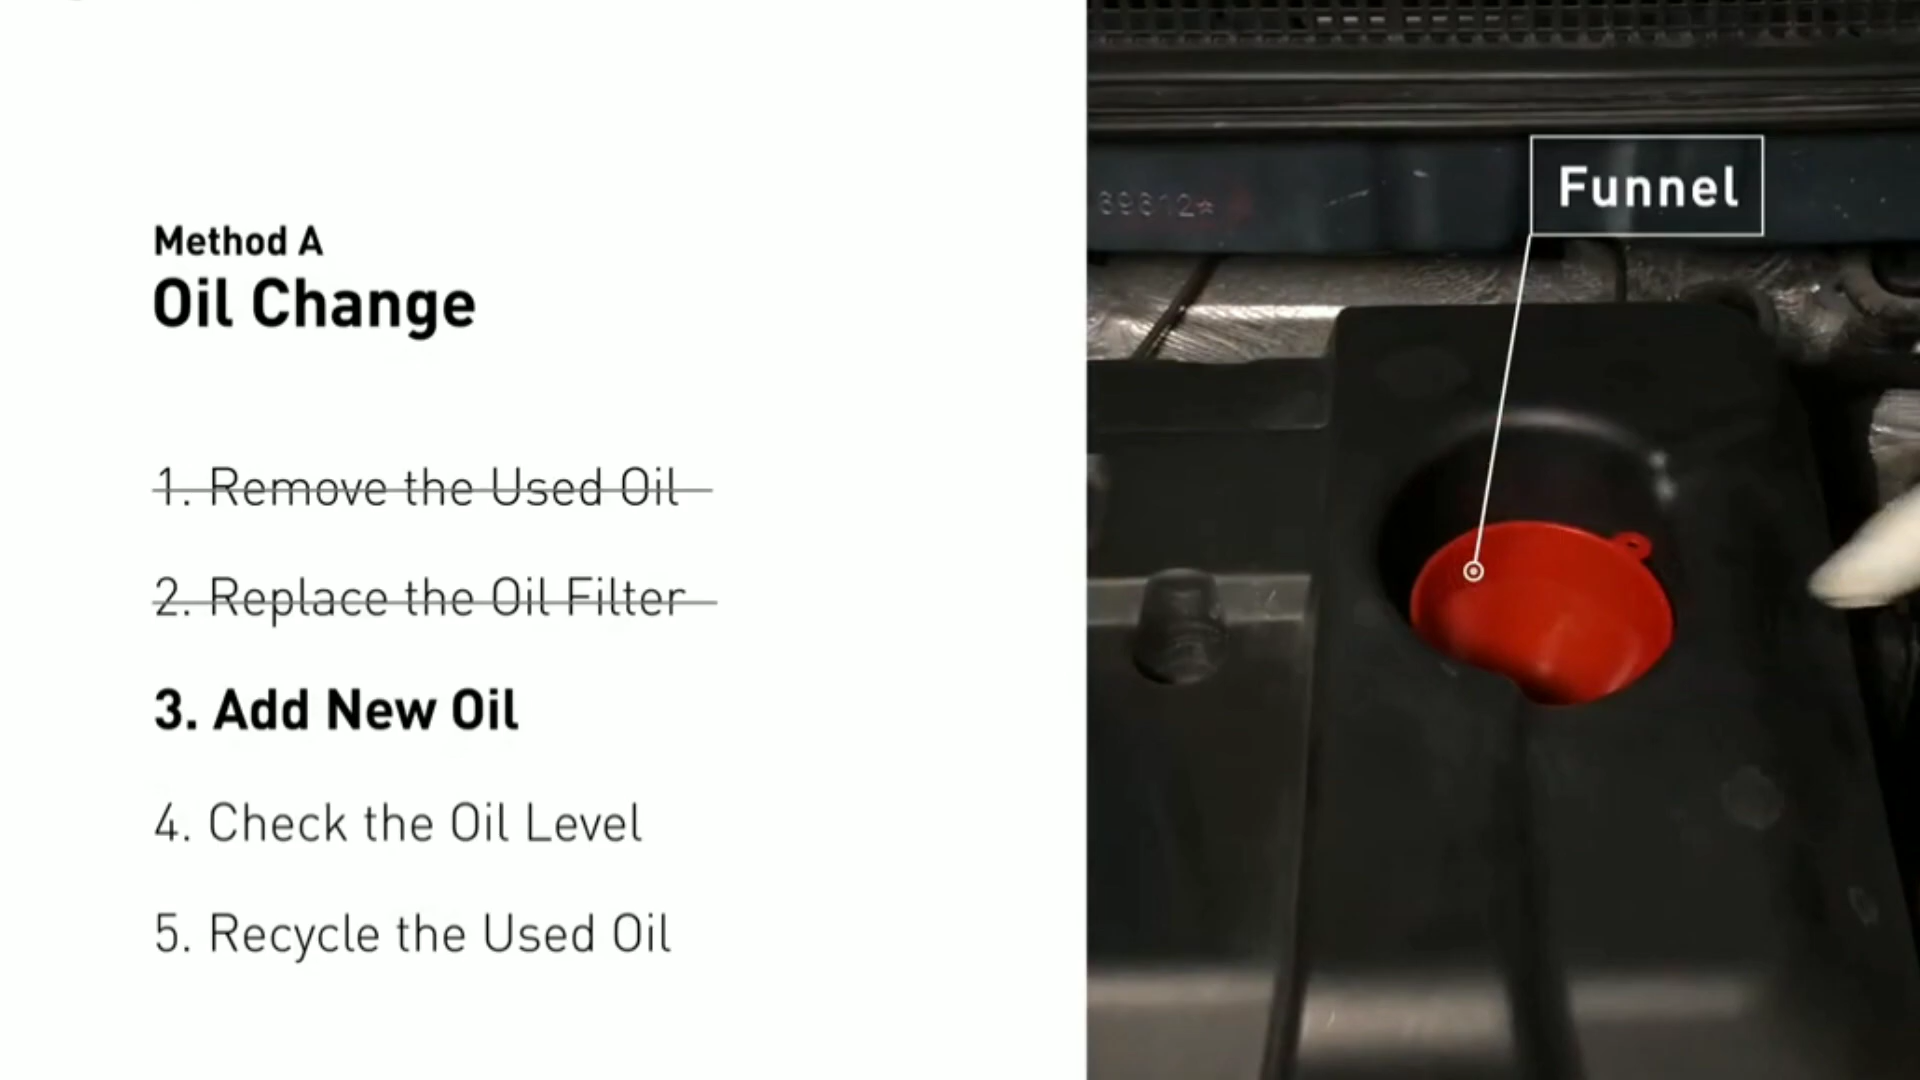 Method A
Oil Change
1. Remove the Used Oil
2. Replace the Oil Filter
3. Add New Oil
4. Check the Oil Level
5. Recycle the Used Oil
Funnel
69612*